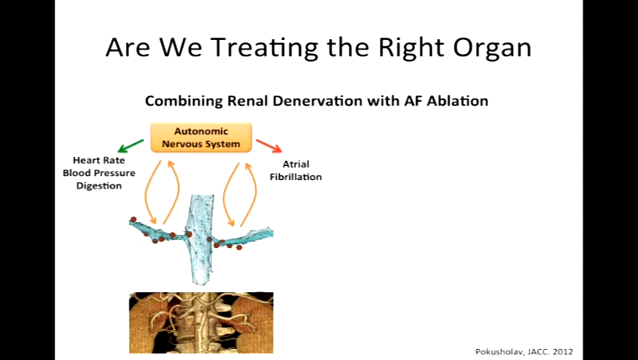 Are We Treating the Right Organ
Combining Renal Denervation with AF Ablation
Autonomic
Nervous System
Heart Rate
Blood Pressure
Digestion
Atrial
Fibrillation
Pokusholav, JACC. 2012